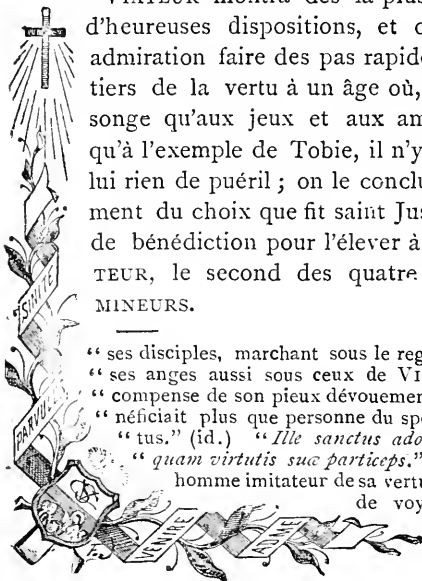 VIATEUR montra dès la plus
d'heureuses dispositions, et
admiration faire des pas rapid
tiers de la vertu à un âge où,
songe qu'aux jeux et aux am
qu'à l'exemple de Tobie, il n'y
lui rien de puéril ; on le conclu
ment du choix que fit saint Jus
de bénédiction pour l'élever à
TEUR, le second des quatre
MINEURS.
“ ses disciples, marchant sous le reg
“ ses anges aussi sous ceux de VI
“ compense de son pieux dévouemen
“ néficiait plus que personne du sp
“ tus.” (id.) “Ille sanctus ado
“ quam virtutis suæ particeps.”
homme imitateur de sa vertu
de voy
SINITE
PARVULOS
VENIRE